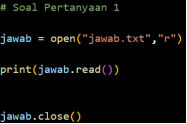 # Soal Pertanyaan 1
jawab = open("jawab.txt","r")
print(jawab.read())
jawab.close()